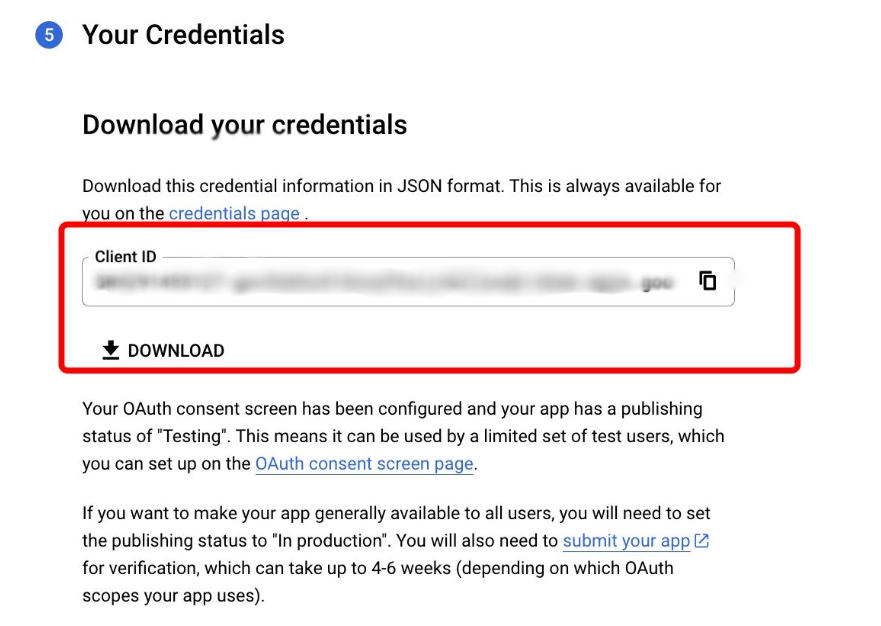 5 Your Credentials
Download your credentials
Download this credential information in JSON format. This is always available for
you on the credentials page .
Client ID
DOWNLOAD
Your OAuth consent screen has been configured and your app has a publishing
status of "Testing". This means it can be used by a limited set of test users, which
you can set up on the OAuth consent screen page.
If you want to make your app generally available to all users, you will need to set
the publishing status to "In production". You will also need to submit your app
for verification, which can take up to 4-6 weeks (depending on which OAuth
scopes your app uses).